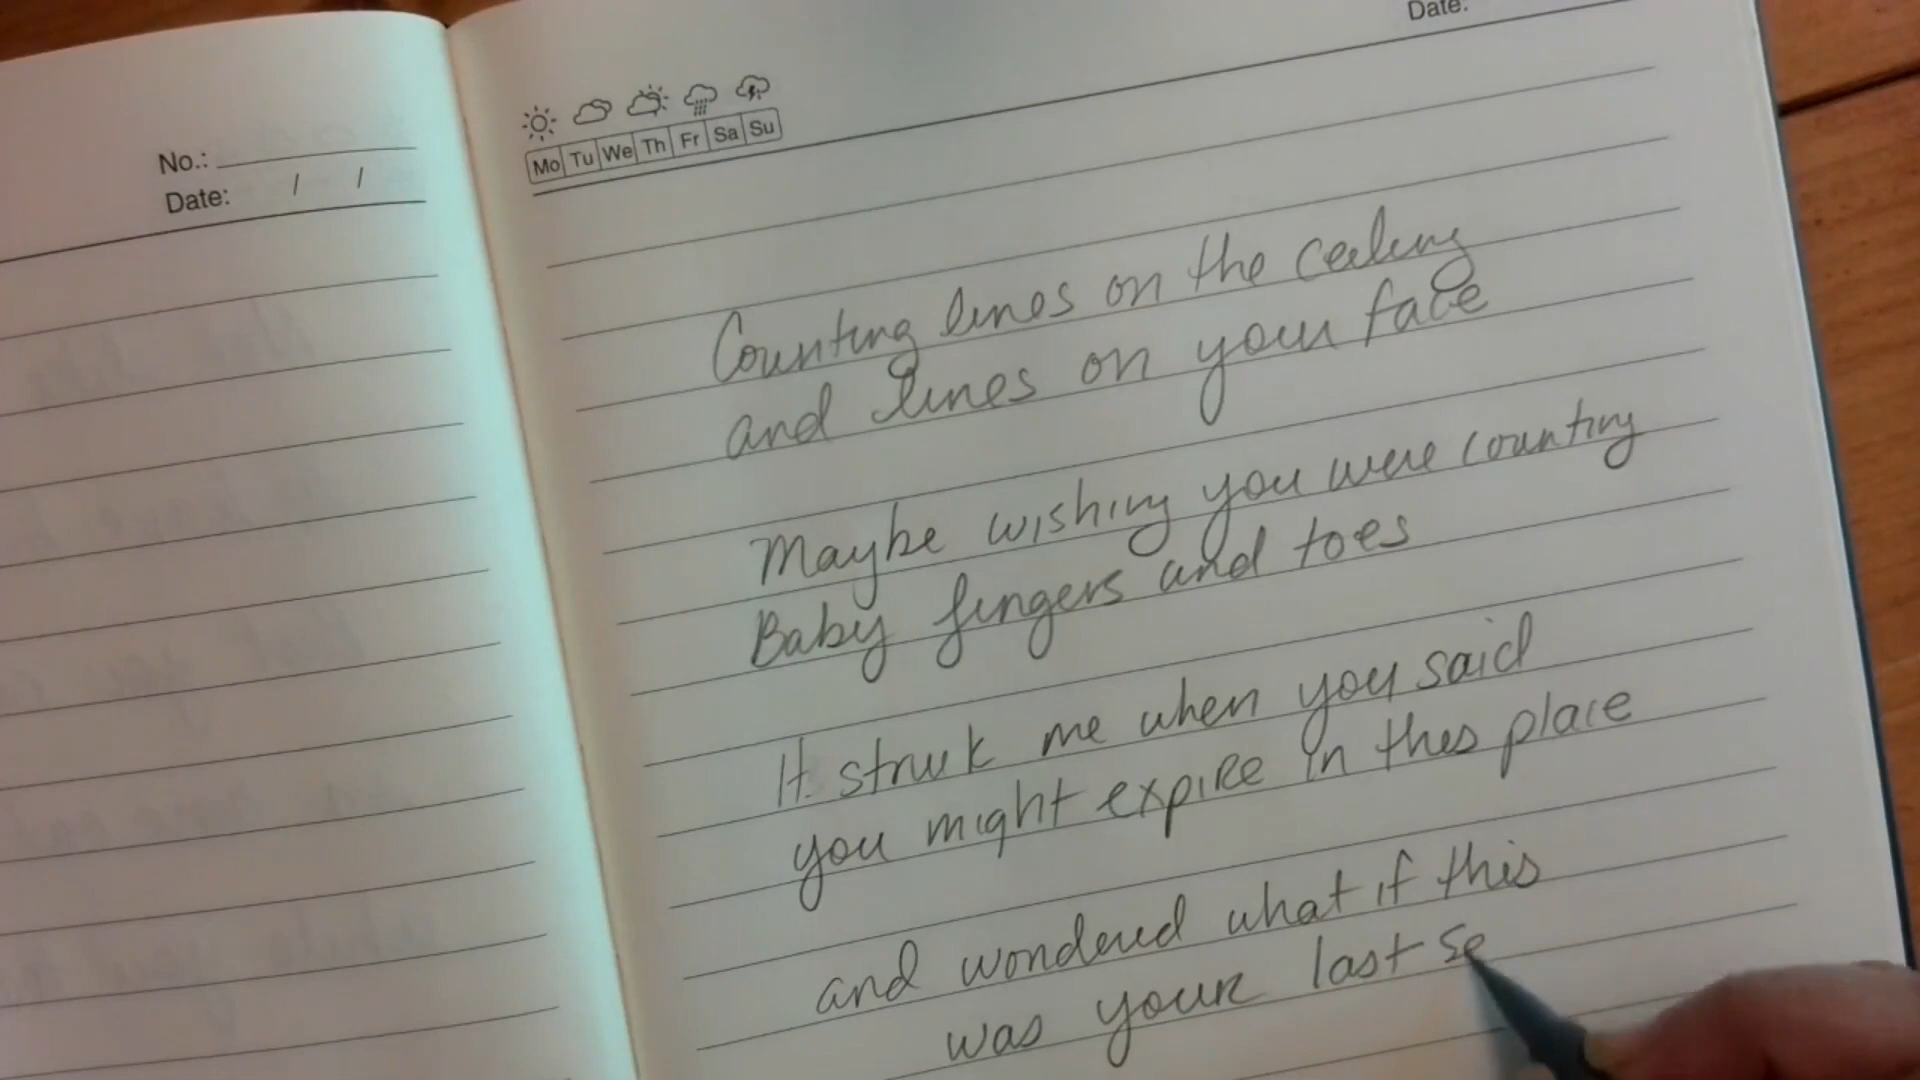 No.:
Date: / /
Date:
Mo Tu We Th Fr Sa Su
Counting lines on the ceiling
and lines on your face
Maybe wishing you were counting
Baby fingers and toes
It struck me when you said
you might expire in this place
and wondered what if this
was your last se